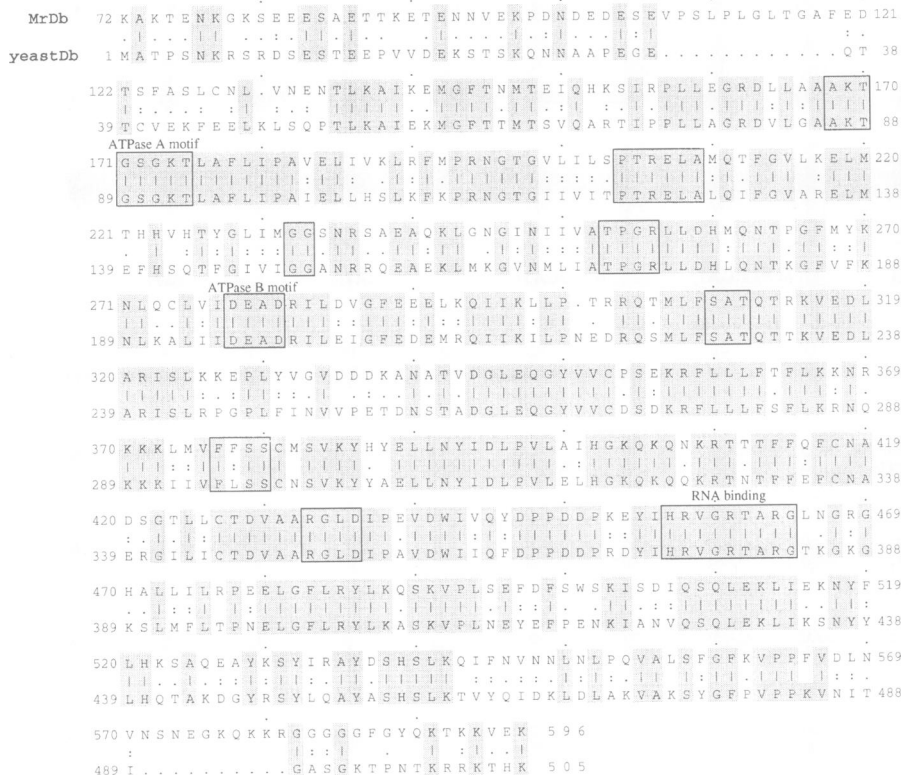 MrDb 72 K A K T E N K G K S E E E S A E T T K E T E N N V E K P D N D E D E S E V P S L P L G L T G A F E D 121
yeastDb 1 M A T P S N K R S R D S E S T E E P V V D E K S T S K Q N N A A P E G E . . . . . . . . . . . . . Q T 38
122 T S F A S L C N L . V N E N T L K A I K E M G F T N M T E I Q H K S I R P L L E G R D L L A A A K T 170
39 T C V E K F E E L K L S Q P T L K A I E K M G F T T M T S V Q A R T I P P L L A G R D V L G A A K T 88
ATPase A motif
171 G S G K T L A F L I P A V E L I V K L R F M P R N G T G V L I L S P T R E L A M Q T F G V L K E L M 220
89 G S G K T L A F L I P A I E L L H S L K F K P R N G T G I I V I T P T R E L A L Q I F G V A R E L M 138
221 T H H V H T Y G L I M G G S N R S A E A Q K L G N G I N I I V A T P G R L L D H M Q N T P G F M Y K 270
139 E F H S Q T F G I V I G G A N R R Q E A E K L M K G V N M L I A T P G R L L D H L Q N T K G F V F K 188
ATPase B motif
271 N L Q C L V I D E A D R I L D V G F E E E L K Q I I K L L P . T R R Q T M L F S A T Q T R K V E D L 319
189 N L K A L I I D E A D R I L E I G F E D E M R Q I I K I L P N E D R Q S M L F S A T Q T T K V E D L 238
320 A R I S L K K E P L Y V G V D D D K A N A T V D G L E Q G Y V V C P S E K R F L L L F T F L K K N R 369
239 A R I S L R P G P L F I N V V P E T D N S T A D G L E Q G Y V V C D S D K R F L L L F S F L K R N Q 288
370 K K K L M V F F S S C M S V K Y H Y E L L N Y I D L P V L A I H G K Q K Q N K R T T T F F Q F C N A 419
289 K K K I I V F L S S C N S V K Y Y A E L L N Y I D L P V L E L H G K Q K Q Q K R T N T F F E F C N A 338
RNA binding
420 D S G T L L C T D V A A R G L D I P E V D W I V Q Y D P P D D P K E Y I H R V G R T A R G L N G R G 469
339 E R G I L I C T D V A A R G L D I P A V D W I I Q F D P P D D P R D Y I H R V G R T A R G T K G K G 388
470 H A L L I L R P E E L G F L R Y L K Q S K V P L S E F D F S W S K I S D I Q S Q L E K L I E K N Y F 519
389 K S L M F L T P N E L G F L R Y L K A S K V P L N E Y E F P E N K I A N V Q S Q L E K L I K S N Y Y 438
520 L H K S A Q E A Y K S Y I R A Y D S H S L K Q I F N V N N L N L P Q V A L S F G F K V P P F V D L N 569
439 L H Q T A K D G Y R S Y L Q A Y A S H S L K T V Y Q I D K L D L A K V A K S Y G F P V P P K V N I T 488
570 V N S N E G K Q K K R G G G G G F G Y Q K T K K V E K 596
489 I . . . . . . . . . . G A S G K T P N T K R R K T H K 505